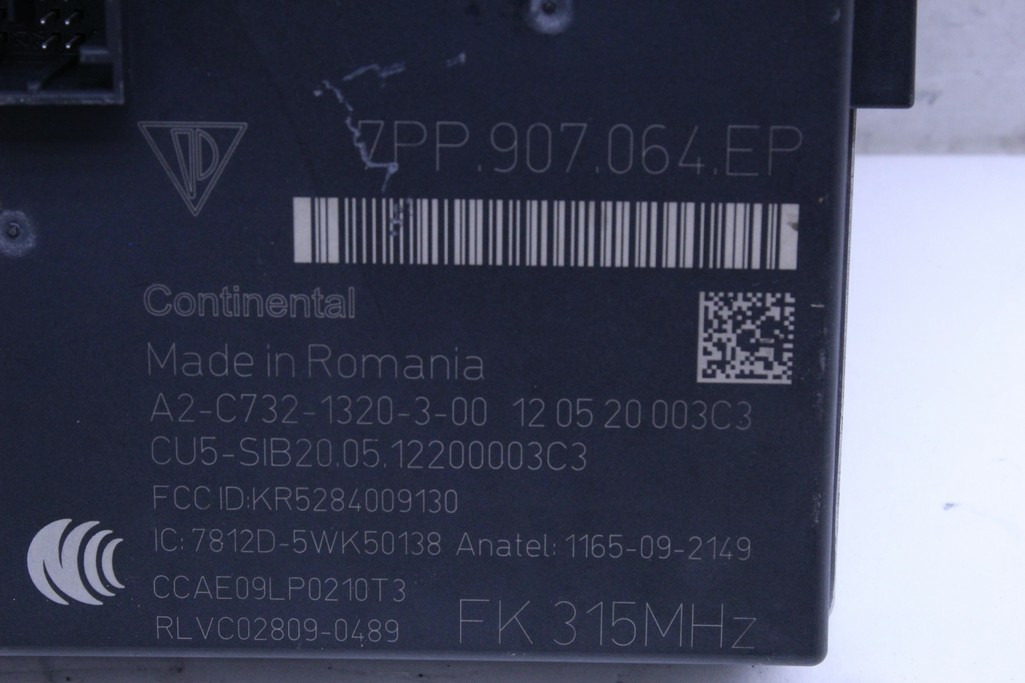 7PP.907.064.EP
Continental
Made in Romania
A2-C732-1320-3-00 12 05 20 003C3
CU5-SIB20.05.12200003C3
FCC ID:KR5284009130
IC: 7812D-5WK50138 Anatel: 1165-09-2149
CCAE09LP0210T3
RLVC02809-0489
FK 315MHz